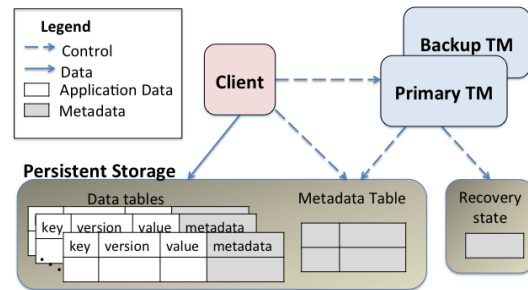 Legend
Control
Data
Application Data
Metadata
Client
Backup TM
Primary TM
Persistent Storage
Data tables
Metadata Table
Recovery
state
key version value metadata
key version value metadata